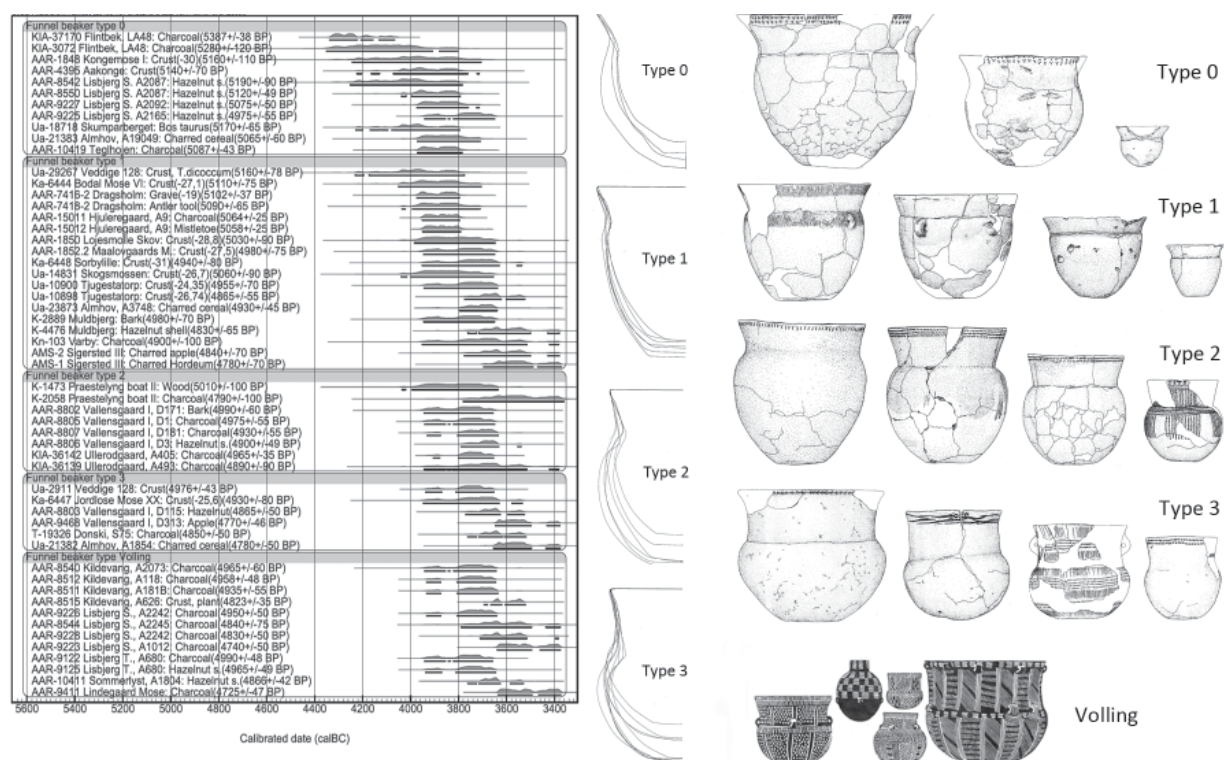 Funnel beaker type 0
KIA-37170 Flintbek, LA48: Charcoal(5387+/-38 BP)
KIA-3072 Flintbek, LA48: Charcoal(5280+/-120 BP)
AAR-1848 Kongemose I: Crust(-30)(5160+/-110 BP)
AAR-4395 Aakonge: Crust(5140+/-70 BP)
AAR-8542 Lisbjerg S. A2087: Hazelnut s.(5190+/-90 BP)
AAR-8550 Lisbjerg S. A2087: Hazelnut s.(5120+/-49 BP)
AAR-9227 Lisbjerg S. A2087: Hazelnut s.(5075+/-50 BP)
AAR-9225 Lisbjerg S. A2165: Hazelnut s.(4975+/-55 BP)
Ua-18718 Skumparberget: Bos taurus(5170+/-65 BP)
Ua-21383 Almhov, A19049: Charred cereal(5065+/-60 BP)
AAR-10419 Teglhojen: Charcoal(5087+/-43 BP)
Funnel beaker type 1
Ua-29267 Veddige 128: Crust, T.dicoccum(5160+/-78 BP)
Ka-6444 Bodal Mose VI: Crust(-27,1)(5110+/-75 BP)
AAR-7416-2 Dragsholm: Grave(-19)(5102+/-37 BP)
AAR-7418-2 Dragsholm: Antler tool(5090+/-65 BP)
AAR-15011 Hjuleregaard, A9: Charcoal(5064+/-25 BP)
AAR-15012 Hjuleregaard, A9: Mistletoe(5058+/-25 BP)
AAR-1850 Lojesmolle Skov: Crust(-28,8)(5030+/-90 BP)
AAR-1852.2 Maalovgaards M.: Crust(-27,5)(4980+/-75 BP)
Ka-6448 Sorbylille: Crust(-31)(4940+/-80 BP)
Ua-14831 Skogsmossen: Crust(-26,7)(5060+/-90 BP)
Ua-10900 Tjugestatorp: Crust(-24,35)(4955+/-70 BP)
Ua-10898 Tjugestatorp: Crust(-26,74)(4885+/-55 BP)
Ua-23873 Almhov, A3748: Charred cereal(4930+/-45 BP)
K-2889 Muldbjerg: Bark(4980+/-70 BP)
K-4476 Muldbjerg: Hazelnut shell(4830+/-65 BP)
Kn-703 Varby: Charcoal(4900+/-100 BP)
AMS-2 Sigersted III: Charred apple(4840+/-70 BP)
AMS-1 Sigersted III: Charred Hordeum(4780+/-70 BP)
Funnel beaker type 2
K-1473 Praestelyng boat II: Wood(5010+/-100 BP)
K-2058 Praestelyng boat II: Charcoal(4790+/-100 BP)
AAR-8802 Vallensgaard I, D171: Bark(4990+/-60 BP)
AAR-8805 Vallensgaard I, D1: Charcoal(4975+/-55 BP)
AAR-8807 Vallensgaard I, D181: Charcoal(4930+/-55 BP)
AAR-8806 Vallensgaard I, D3: Hazelnut s.(4900+/-49 BP)
KIA-36142 Ullerodgaard, A405: Charcoal(4965+/-35 BP)
KIA-36139 Ullerodgaard, A493: Charcoal(4890+/-90 BP)
Funnel beaker type 3
Ua-2911 Veddige 128: Crust(4976+/-43 BP)
Ka-6447 Jordlose Mose XX: Crust(-25,6)(4930+/-80 BP)
AAR-8803 Vallensgaard I, D115: Hazelnut(4865+/-50 BP)
AAR-9468 Vallensgaard I, D313: Apple(4770+/-46 BP)
T-19326 Donski, S75: Charcoal(4850+/-50 BP)
Ua-21382 Almhov, A1854: Charred cereal(4780+/-50 BP)
Funnel beaker type Volling
AAR-8540 Kildevang, A2073: Charcoal(4965+/-60 BP)
AAR-8512 Kildevang, A118: Charcoal(4958+/-48 BP)
AAR-8511 Kildevang, A181B: Charcoal(4935+/-55 BP)
AAR-8515 Kildevang, A626: Crust, plant(4823+/-35 BP)
AAR-9226 Lisbjerg S., A2242: Charcoal(4850+/-50 BP)
AAR-8544 Lisbjerg S., A2245: Charcoal(4840+/-75 BP)
AAR-9228 Lisbjerg S., A2242: Charcoal(4830+/-50 BP)
AAR-9223 Lisbjerg S., A1012: Charcoal(4740+/-50 BP)
AAR-9122 Lisbjerg T., A680: Charcoal(4990+/-48 BP)
AAR-9125 Lisbjerg T., A680: Hazelnut s.(4965+/-49 BP)
AAR-10411 Sommerlyst, A1804: Hazelnut s.(4866+/-42 BP)
AAR-9411 Lindegaard Mose: Charcoal(4725+/-47 BP)
5600 5400 5200 5000 4800 4600 4400 4200 4000 3800 3600 3400
Calibrated date (calBC)
Type 0
Type 1
Type 2
Type 3
Type 0
Type 1
Type 2
Type 3
Volling